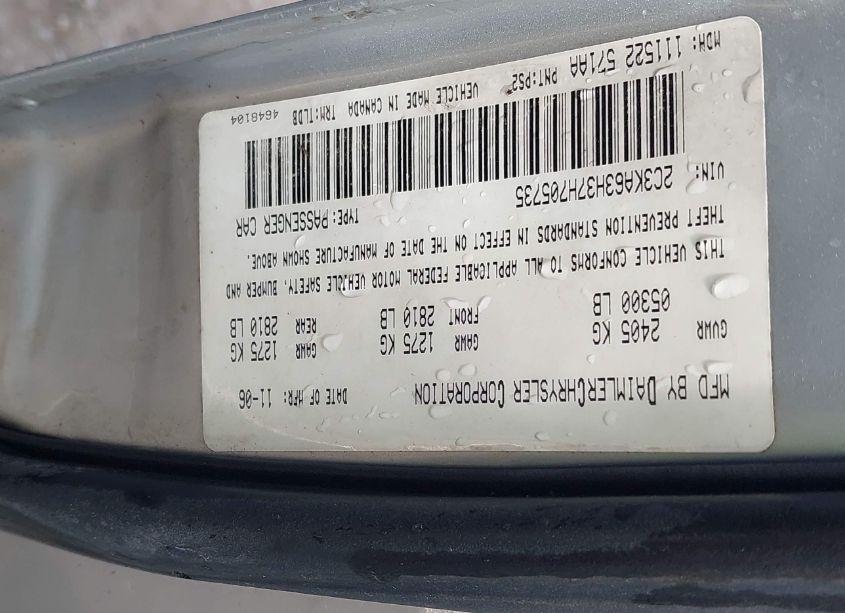 MFD BY DAIMLERCHRYSLER CORPORATION DATE OF MFR: 11-06
GVWR 2405 KG GAWR 1275 KG GAWR 1275 KG
05300 LB FRONT 2810 LB REAR 2810 LB
THIS VEHICLE CONFORMS TO ALL APPLICABLE FEDERAL MOTOR VEHICLE SAFETY, BUMPER AND
THEFT PREVENTION STANDARDS IN EFFECT ON THE DATE OF MANUFACTURE SHOWN ABOVE.
VIN: 2C3KA63H37H705735 TYPE: PASSENGER CAR
VEHICLE MADE IN CANADA TRM:TLDB
MDH: 111522 571AA PNT:PS2 4648104